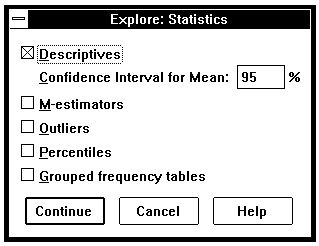 Explore: Statistics
Descriptives
Confidence Interval for Mean: 95 %
M-estimators
Outliers
Percentiles
Grouped frequency tables
Continue Cancel Help